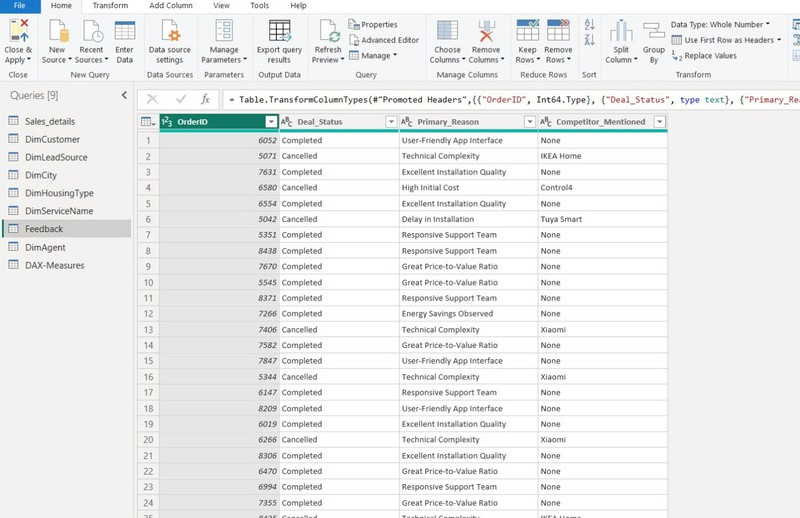 File Home Transform Add Column View Tools Help
Close & Apply New Source Recent Sources Enter Data Data source settings Manage Parameters Export query results Refresh Preview Properties Advanced Editor Manage Choose Columns Remove Columns Keep Rows Remove Rows Split Column Group By Data Type: Whole Number Use First Row as Headers Replace Values
Close New Query Data Sources Parameters Query Manage Columns Reduce Rows Sort Transform
Queries [9]
= Table.TransformColumnTypes(#"Promoted Headers",{{"OrderID", Int64.Type}, {"Deal_Status", type text}, {"Primary_Rea
Sales_details
DimCustomer
DimLeadSource
DimCity
DimHousingType
DimServiceName
Feedback
DimAgent
DAX-Measures
OrderID Deal_Status Primary_Reason Competitor_Mentioned
1 6052 Completed User-Friendly App Interface None
2 5071 Cancelled Technical Complexity IKEA Home
3 7631 Completed Excellent Installation Quality None
4 6580 Cancelled High Initial Cost Control4
5 6554 Completed Excellent Installation Quality None
6 5042 Cancelled Delay in Installation Tuya Smart
7 5351 Completed Responsive Support Team None
8 8438 Completed Responsive Support Team None
9 7670 Completed Great Price-to-Value Ratio None
10 5545 Completed Great Price-to-Value Ratio None
11 8371 Completed Responsive Support Team None
12 7266 Completed Energy Savings Observed None
13 7406 Cancelled Technical Complexity Xiaomi
14 7582 Completed Great Price-to-Value Ratio None
15 7847 Completed User-Friendly App Interface None
16 5344 Cancelled Technical Complexity Xiaomi
17 6147 Completed Responsive Support Team None
18 8209 Completed User-Friendly App Interface None
19 6019 Completed Excellent Installation Quality None
20 6266 Cancelled Technical Complexity Xiaomi
21 8306 Completed Excellent Installation Quality None
22 6470 Completed Great Price-to-Value Ratio None
23 6994 Completed Responsive Support Team None
24 7355 Completed Great Price-to-Value Ratio None